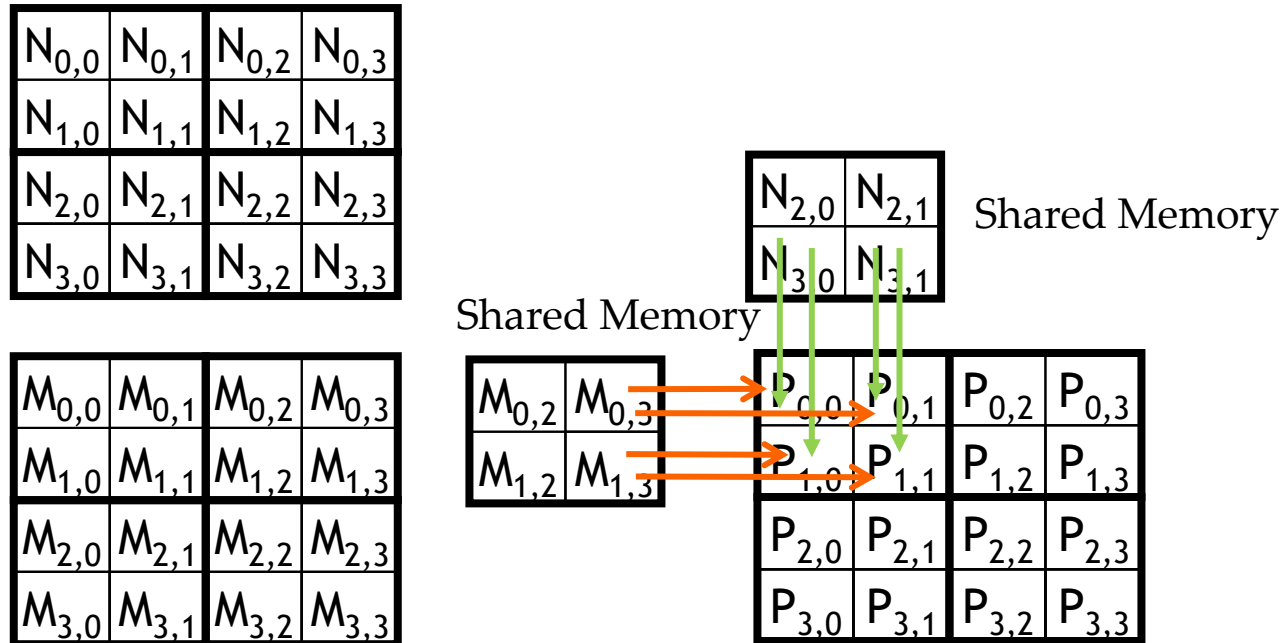 N0,0 N0,1 N0,2 N0,3
N1,0 N1,1 N1,2 N1,3
N2,0 N2,1 N2,2 N2,3
N3,0 N3,1 N3,2 N3,3
N2,0 N2,1
N3,0 N3,1
Shared Memory
Shared Memory
M0,0 M0,1 M0,2 M0,3
M1,0 M1,1 M1,2 M1,3
M2,0 M2,1 M2,2 M2,3
M3,0 M3,1 M3,2 M3,3
M0,2 M0,3
M1,2 M1,3
P0,0 P0,1 P0,2 P0,3
P1,0 P1,1 P1,2 P1,3
P2,0 P2,1 P2,2 P2,3
P3,0 P3,1 P3,2 P3,3